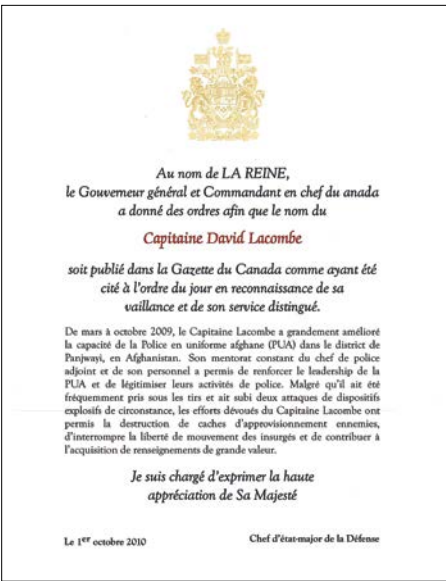 Au nom de LA REINE,
le Gouverneur général et Commandant en chef du anada
a donné des ordres afin que le nom du
Capitaine David Lacombe
soit publié dans la Gazette du Canada comme ayant été
cité à l'ordre du jour en reconnaissance de sa
vaillance et de son service distingué.
De mars à octobre 2009, le Capitaine Lacombe a grandement amélioré
la capacité de la Police en uniforme afghane (PUA) dans le district de
Panjwayi, en Afghanistan. Son mentorat constant du chef de police
adjoint et de son personnel a permis de renforcer le leadership de la
PUA et de légitimiser leurs activités de police. Malgré qu'il ait été
fréquemment pris sous les tirs et ait subi deux attaques de dispositifs
explosifs de circonstance, les efforts dévoués du Capitaine Lacombe ont
permis la destruction de caches d'approvisionnement ennemies,
d'interrompre la liberté de mouvement des insurgés et de contribuer à
l'acquisition de renseignements de grande valeur.
Je suis chargé d'exprimer la haute
appréciation de Sa Majesté
Le 1er octobre 2010 Chef d'état-major de la Défense